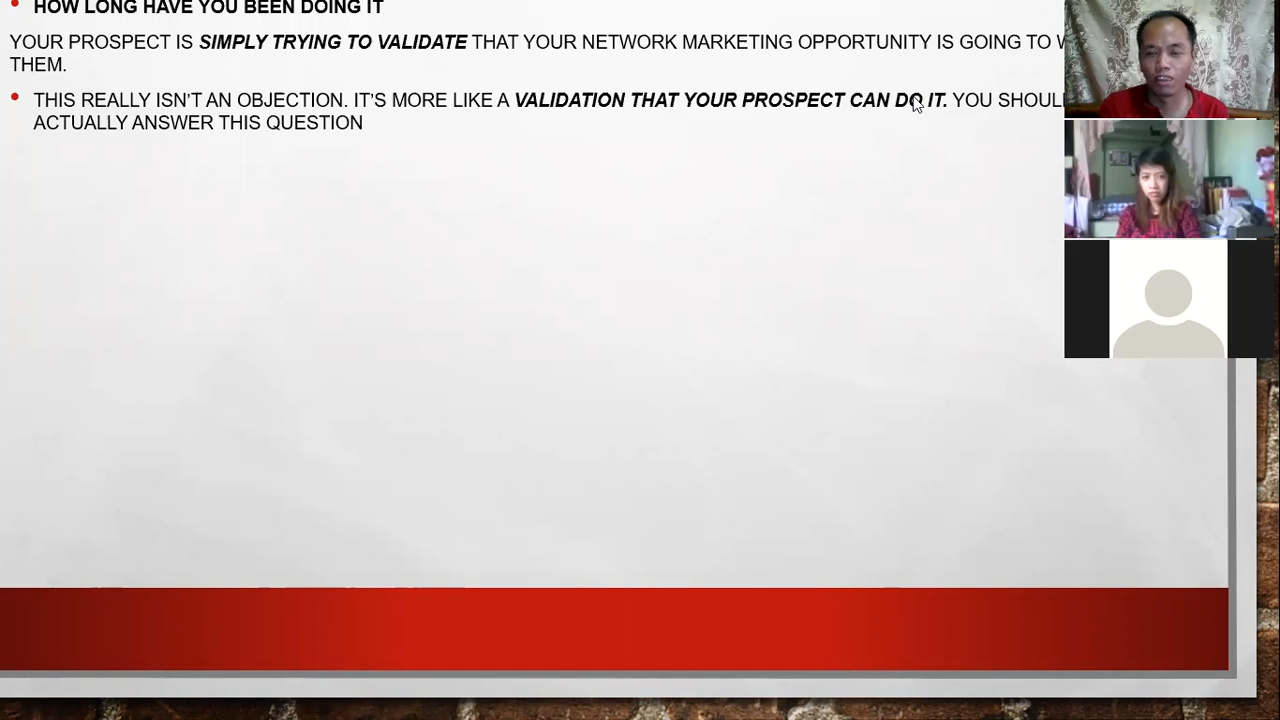 HOW LONG HAVE YOU BEEN DOING IT
YOUR PROSPECT IS SIMPLY TRYING TO VALIDATE THAT YOUR NETWORK MARKETING OPPORTUNITY IS GOING TO
THEM.
THIS REALLY ISN'T AN OBJECTION. IT'S MORE LIKE A VALIDATION THAT YOUR PROSPECT CAN DO IT. YOU
ACTUALLY ANSWER THIS QUESTION